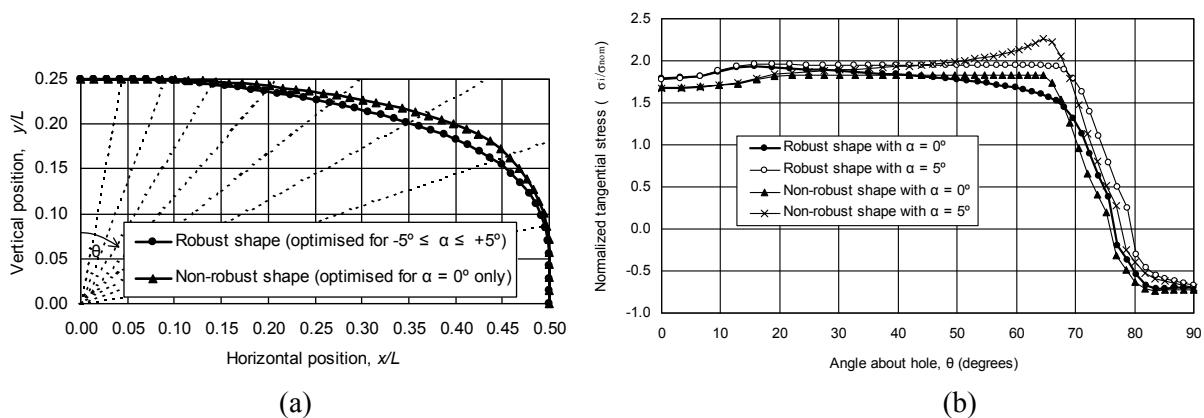 0.25
0.20
0.15
0.10
0.05
0.00
Vertical position, y/L
θ
Robust shape (optimised for -5º ≤ α ≤ +5º)
Non-robust shape (optimised for α = 0º only)
0.00 0.05 0.10 0.15 0.20 0.25 0.30 0.35 0.40 0.45 0.50
Horizontal position, x/L
(a)
2.5
2.0
1.5
1.0
0.5
0.0
-0.5
-1.0
Normalized tangential stress ( σi/σnom)
Robust shape with α = 0º
Robust shape with α = 5º
Non-robust shape with α = 0º
Non-robust shape with α = 5º
0 10 20 30 40 50 60 70 80 90
Angle about hole, θ (degrees)
(b)